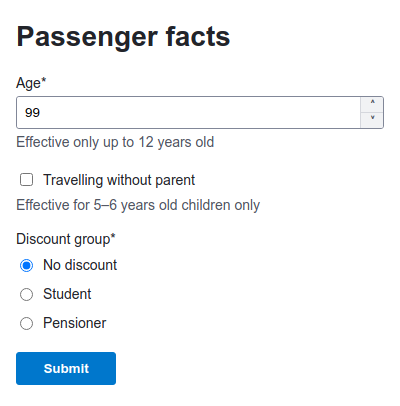 Passenger facts
Age*
99
Effective only up to 12 years old
Travelling without parent
Effective for 5–6 years old children only
Discount group*
No discount
Student
Pensioner
Submit